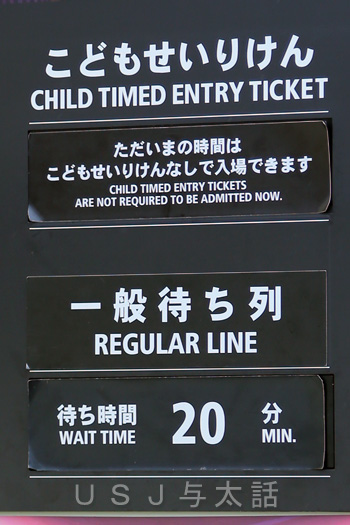 こどもせいりけん
CHILD TIMED ENTRY TICKET
ただいまの時間は
こどもせいりけんなしで入場できます
CHILD TIMED ENTRY TICKETS
ARE NOT REQUIRED TO BE ADMITTED NOW.
一般待ち列
REGULAR LINE
待ち時間 20 分
WAIT TIME MIN.
USJ与太話